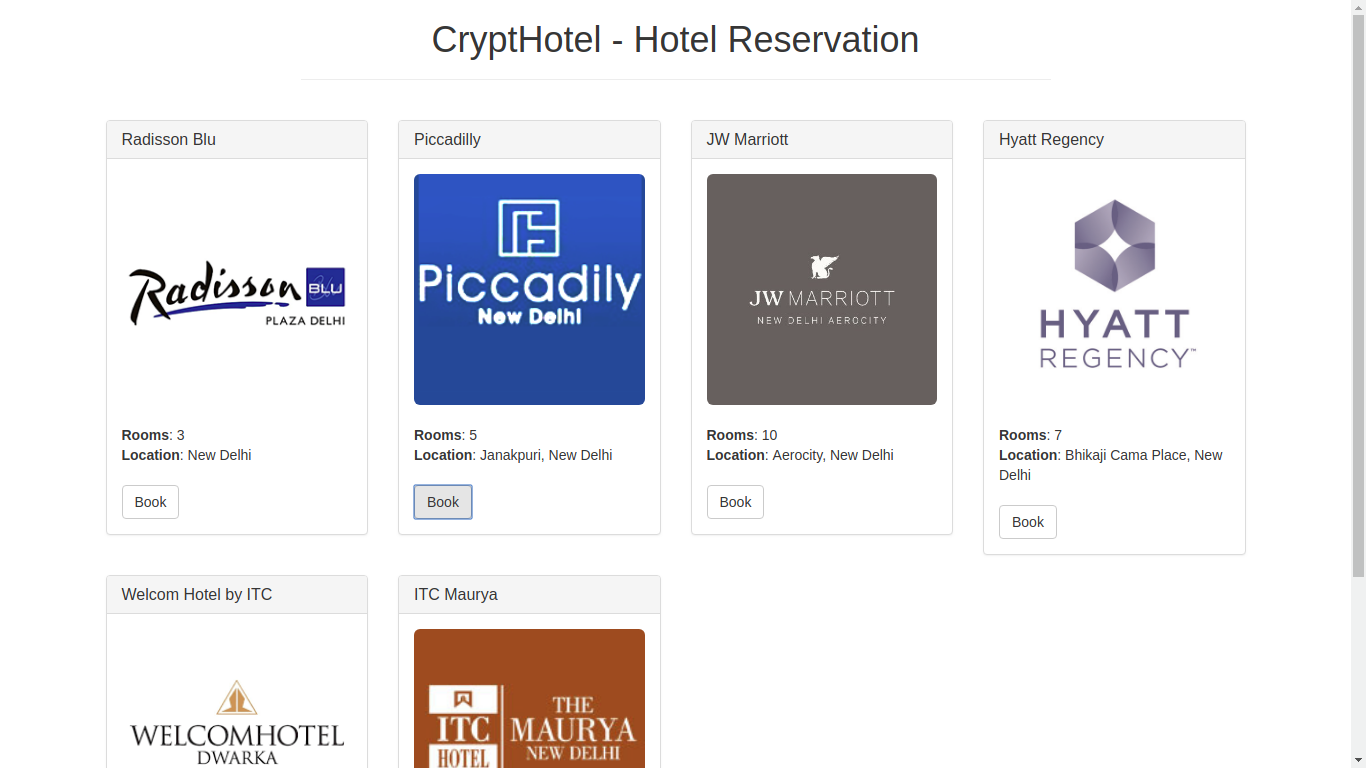 CryptHotel - Hotel Reservation
Radisson Blu
Radisson BLU
PLAZA DELHI
Rooms: 3
Location: New Delhi
Book
Piccadilly
Piccadily
New Delhi
Rooms: 5
Location: Janakpuri, New Delhi
Book
JW Marriott
JW MARRIOTT
NEW DELHI AEROCITY
Rooms: 10
Location: Aerocity, New Delhi
Book
Hyatt Regency
HYATT
REGENCY™
Rooms: 7
Location: Bhikaji Cama Place, New
Delhi
Book
Welcom Hotel by ITC
WELCOMHOTEL
DWARKA
ITC Maurya
ITC
HOTEL
THE
MAURYA
NEW DELHI